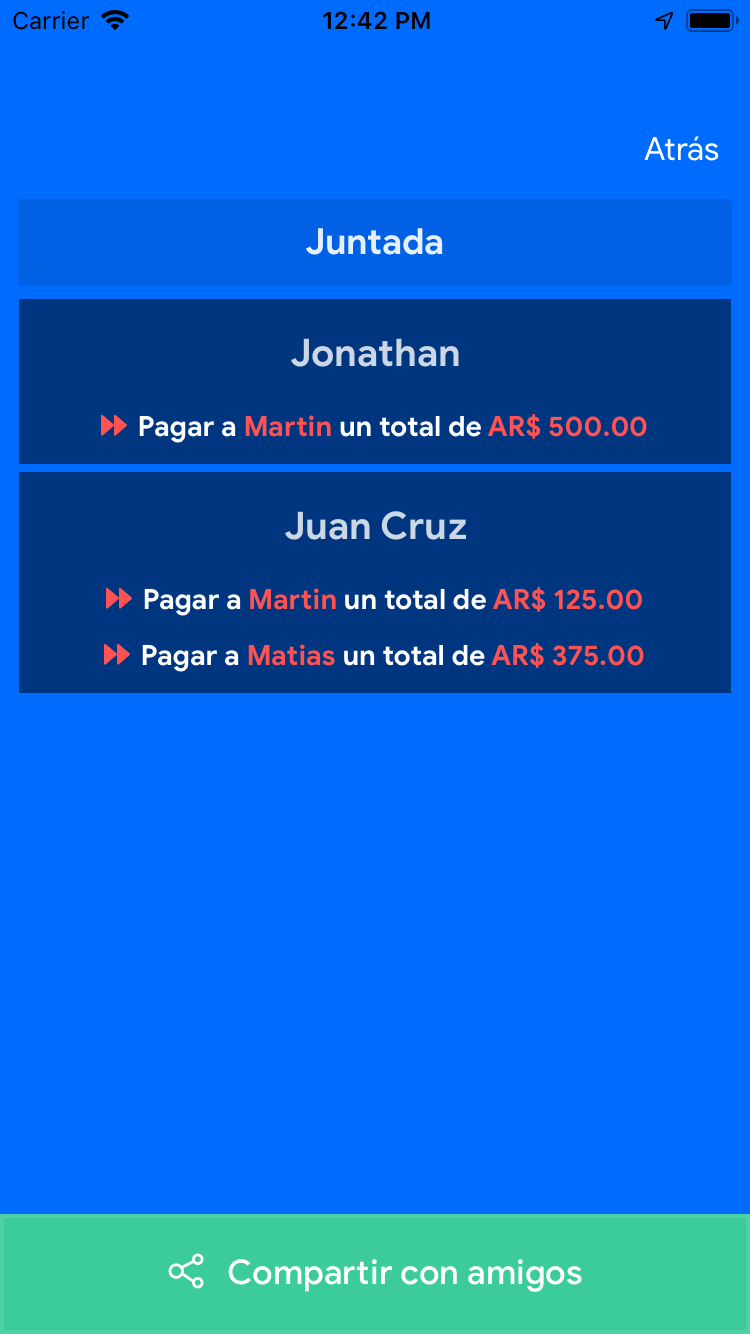 Carrier 12:42 PM
Atrás
Juntada
Jonathan
Pagar a Martin un total de AR$ 500.00
Juan Cruz
Pagar a Martin un total de AR$ 125.00
Pagar a Matias un total de AR$ 375.00
Compartir con amigos